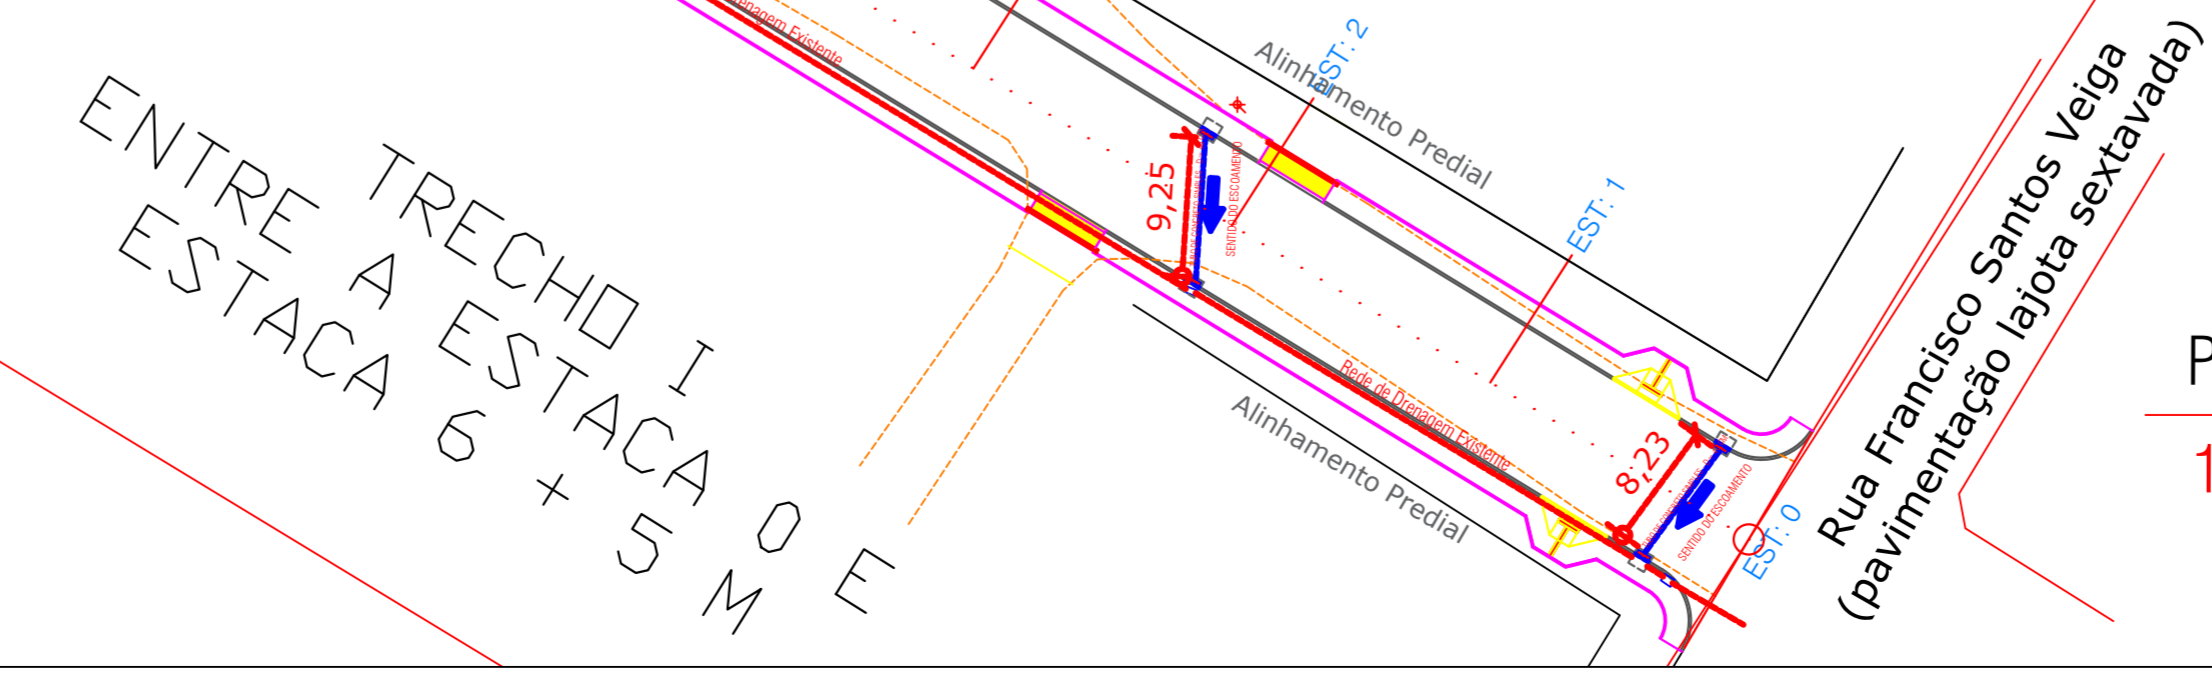 TRECHO I
ENTRE A ESTACA 0 E
ESTACA 6 + 5 M
renagem Existente
Alinhamento Predial
EST: 2
9,25
SENTIDO DO ESCOAMENTO
EST: 1
Rede de Drenagem Existente
Alinhamento Predial
8,23
SENTIDO DO ESCOAMENTO
EST: 0
Rua Francisco Santos Veiga
(pavimentação lajota sextavada)
P
1